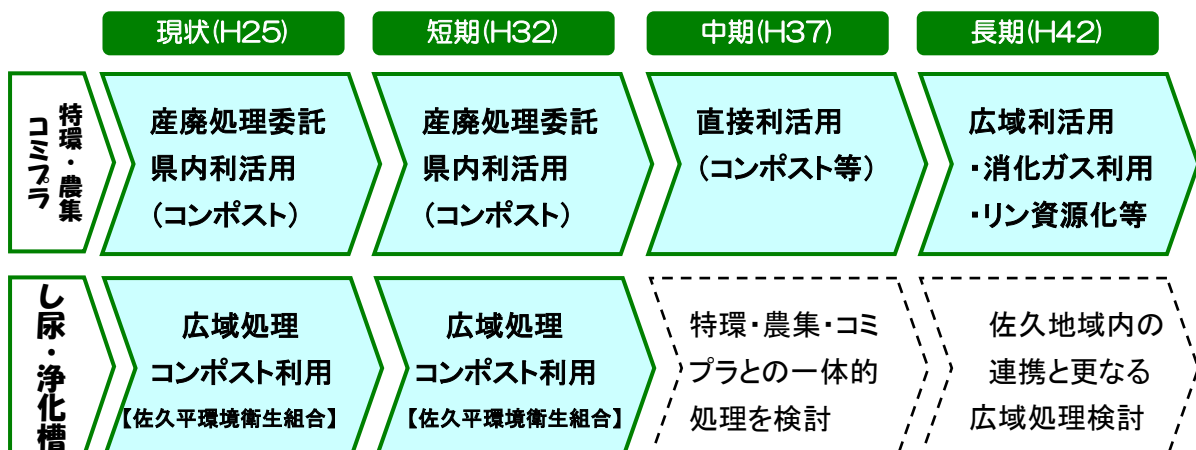 現状(H25)
短期(H32)
中期(H37)
長期(H42)
特環・農集
コミプラ
産廃処理委託
県内利活用
(コンポスト)
産廃処理委託
県内利活用
(コンポスト)
直接利活用
(コンポスト等)
広域利活用
・消化ガス利用
・リン資源化等
し尿・浄化槽
広域処理
コンポスト利用
【佐久平環境衛生組合】
広域処理
コンポスト利用
【佐久平環境衛生組合】
特環・農集・コミ
プラとの一体的
処理を検討
佐久地域内の
連携と更なる
広域処理検討